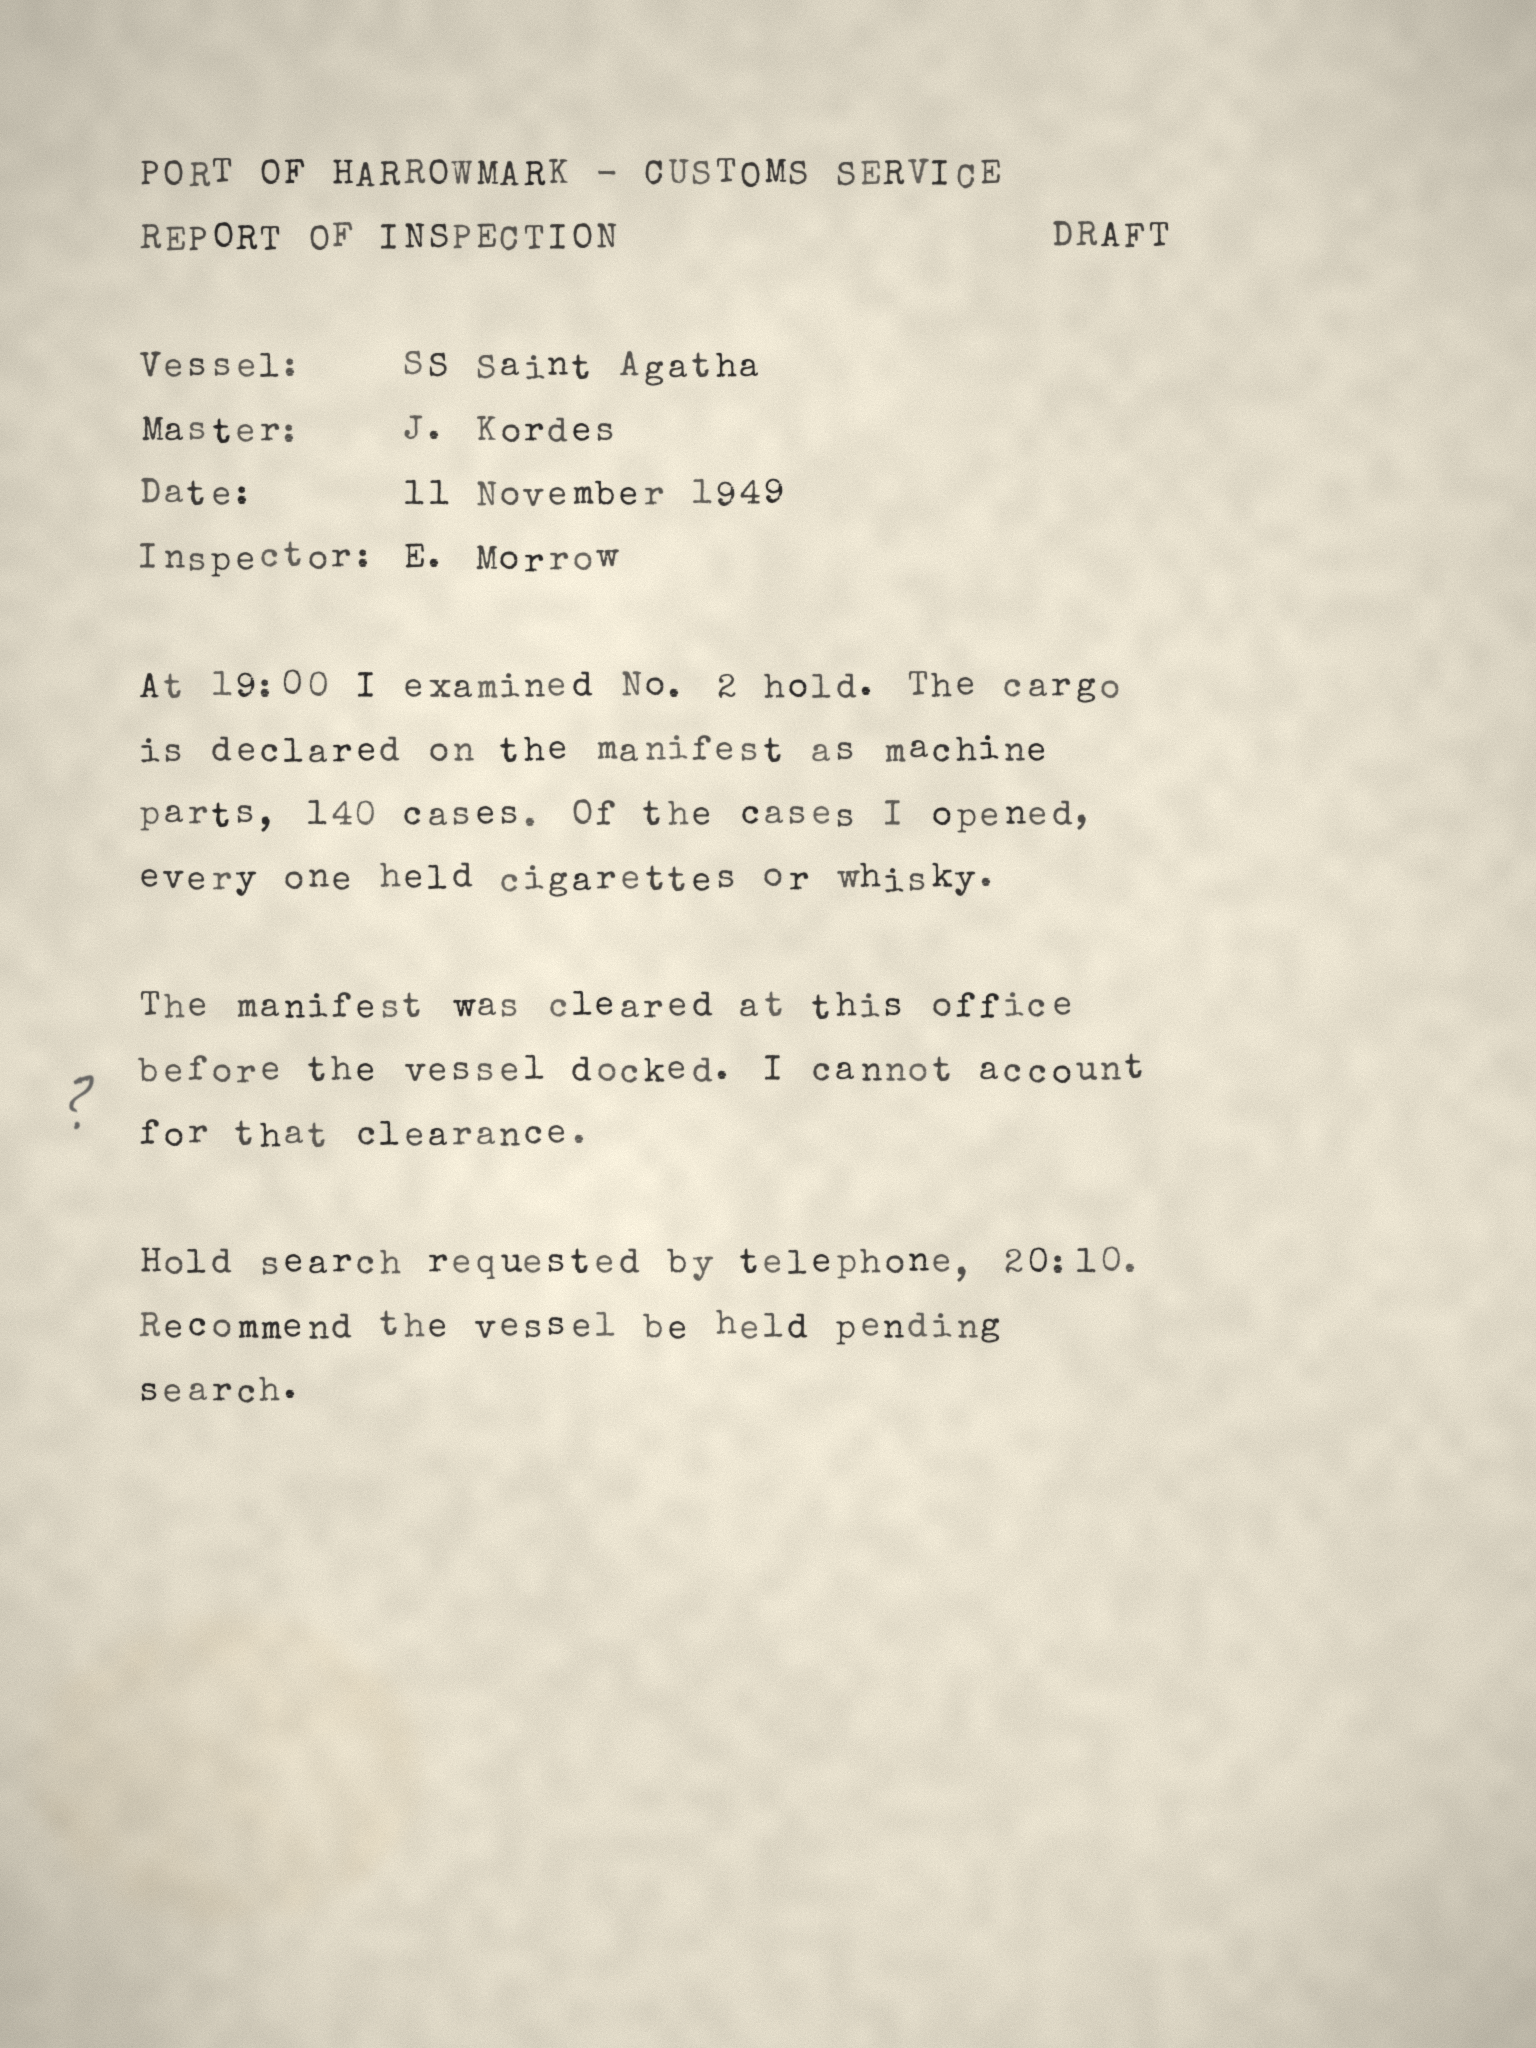 PORT OF HARROWMARK - CUSTOMS SERVICE
REPORT OF INSPECTION DRAFT
Vessel: SS Saint Agatha
Master: J. Kordes
Date: 11 November 1949
Inspector: E. Morrow
At 19:00 I examined No. 2 hold. The cargo
is declared on the manifest as machine
parts, 140 cases. Of the cases I opened,
every one held cigarettes or whisky.
The manifest was cleared at this office
before the vessel docked. I cannot account
?
for that clearance.
Hold search requested by telephone, 20:10.
Recommend the vessel be held pending
search.